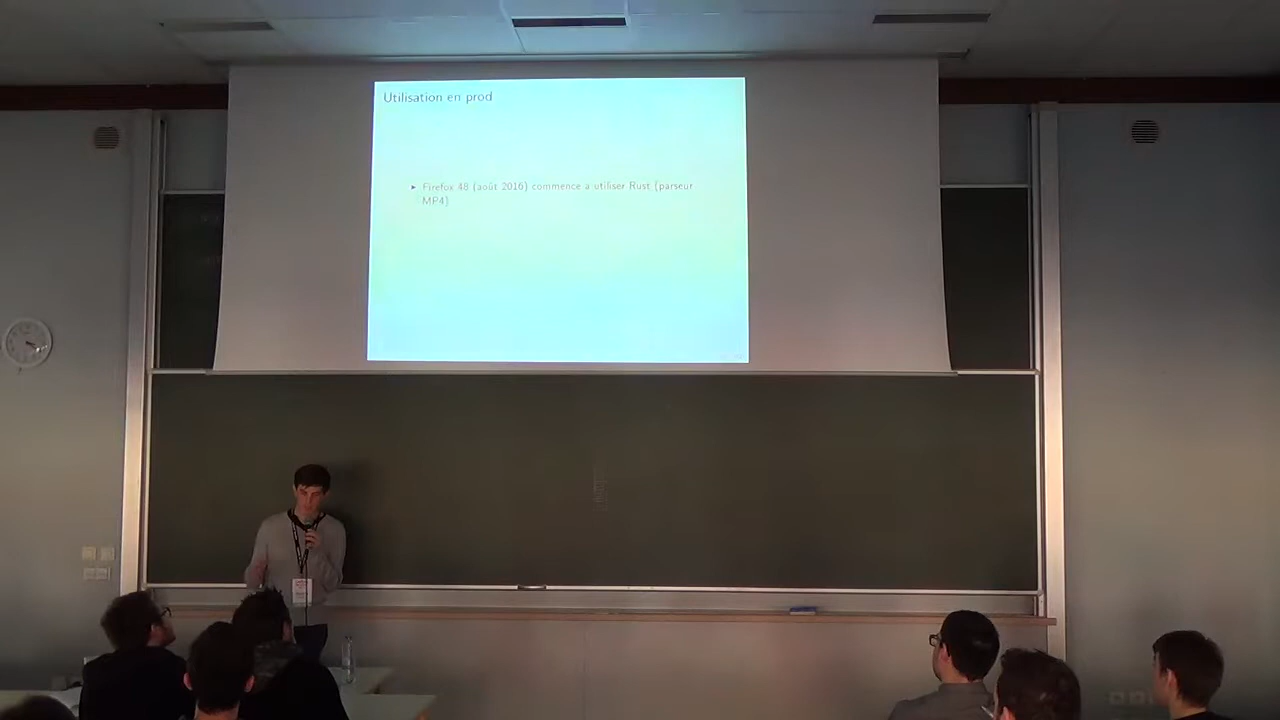 Utilisation en prod
▶ Firefox 48 (août 2016) commence à utiliser Rust (parseur
MP4)